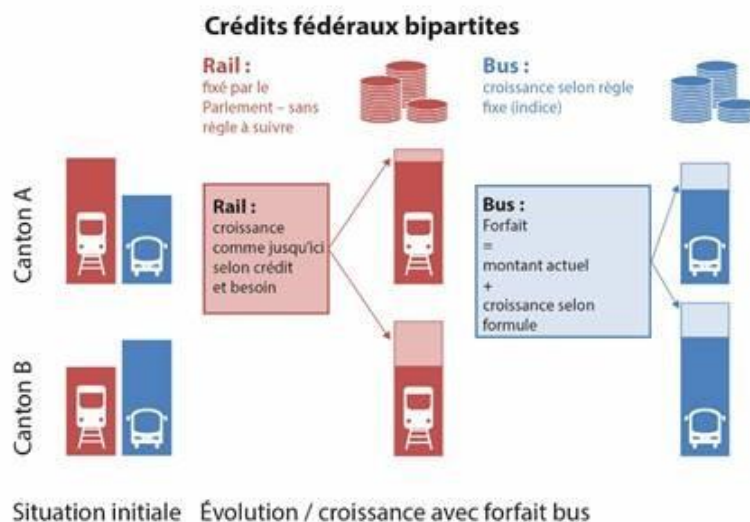 Crédits fédéraux bipartites
Rail :
fixé par le
Parlement – sans
règle à suivre
Bus :
croissance selon règle
fixe (indice)
Canton A
Rail :
croissance
comme jusqu'ici
selon crédit
et besoin
Bus :
Forfait
=
montant actuel
+
croissance selon
formule
Canton B
Situation initiale
Évolution / croissance avec forfait bus